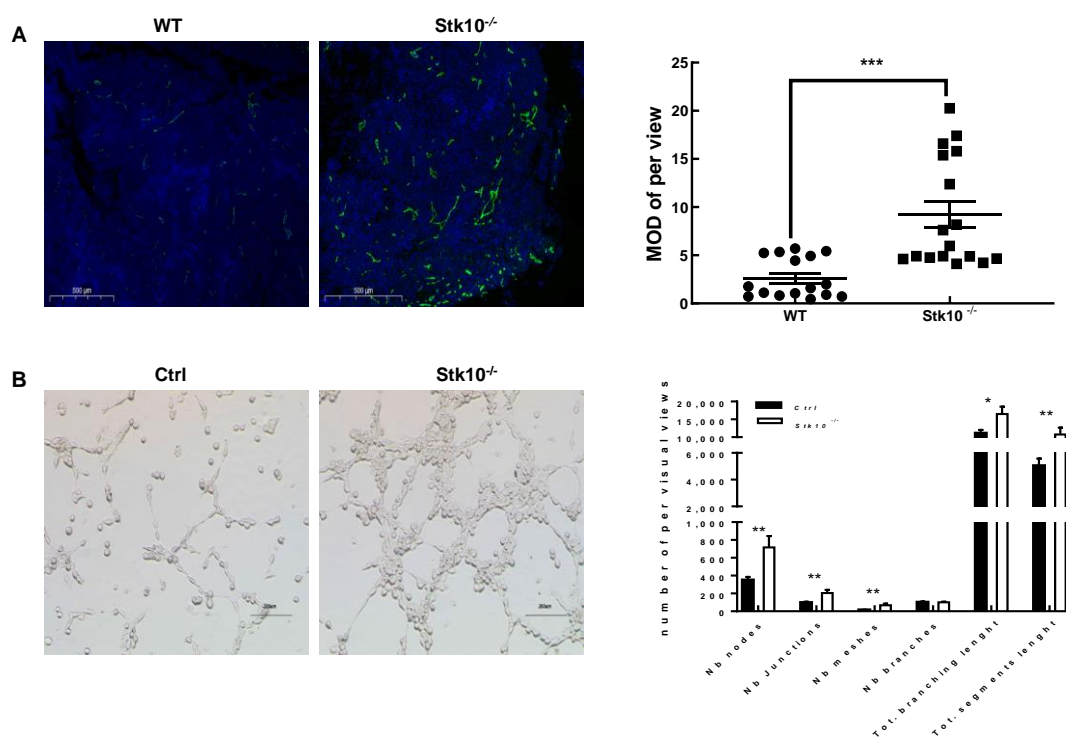 A
WT
Stk10-/-
500 µm
500 µm
MOD of per view
25
20
15
10
5
0
***
WT
Stk10 -/-
B
Ctrl
Stk10-/-
200um
number of per visual views
20,000
15,000
10,000
6,000
4,000
2,000
1,000
800
600
400
200
0
Ctrl
Stk10-/-
**
**
**
*
**
Nb nodes
Nb Junctions
Nb meshes
Nb branches
Tot. branching lenght
Tot. segments lenght